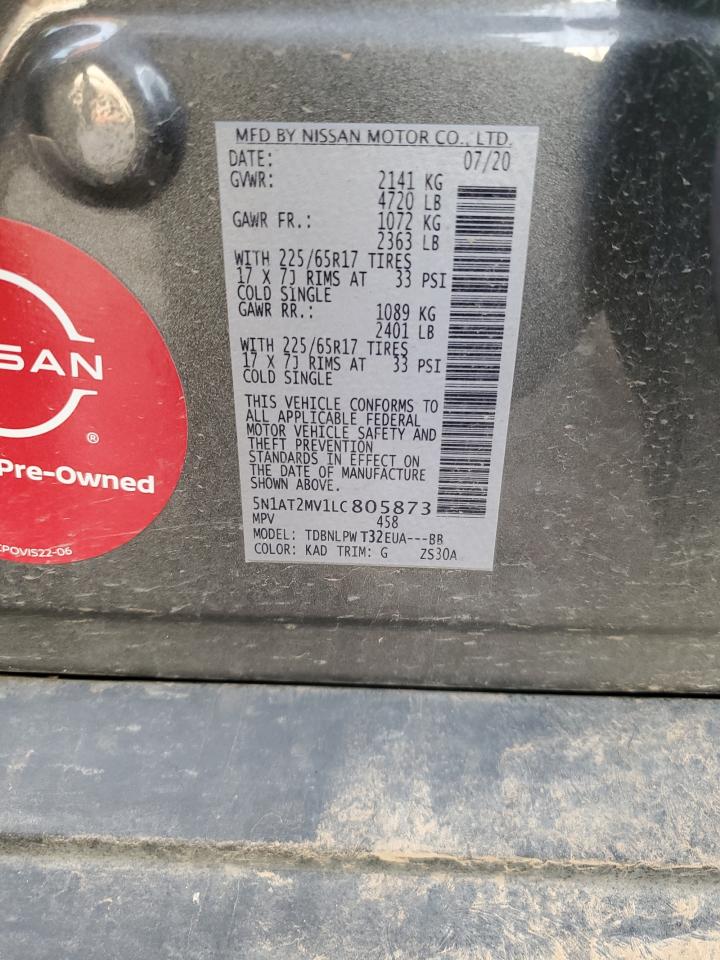 MFD BY NISSAN MOTOR CO., LTD.
DATE: 07/20
GVWR: 2141 KG
4720 LB
GAWR FR.: 1072 KG
2363 LB
WITH 225/65R17 TIRES
17 X 7J RIMS AT 33 PSI
COLD SINGLE
GAWR RR.: 1089 KG
2401 LB
WITH 225/65R17 TIRES
17 X 7J RIMS AT 33 PSI
COLD SINGLE
THIS VEHICLE CONFORMS TO
ALL APPLICABLE FEDERAL
MOTOR VEHICLE SAFETY AND
THEFT PREVENTION
STANDARDS IN EFFECT ON
THE DATE OF MANUFACTURE
SHOWN ABOVE.
5N1AT2MV1LC805873
MPV 458
MODEL: TDBNLPW T32EUA---BB
COLOR: KAD TRIM: G ZS30A
SSAN
®
Pre-Owned
CPOVIS22-06